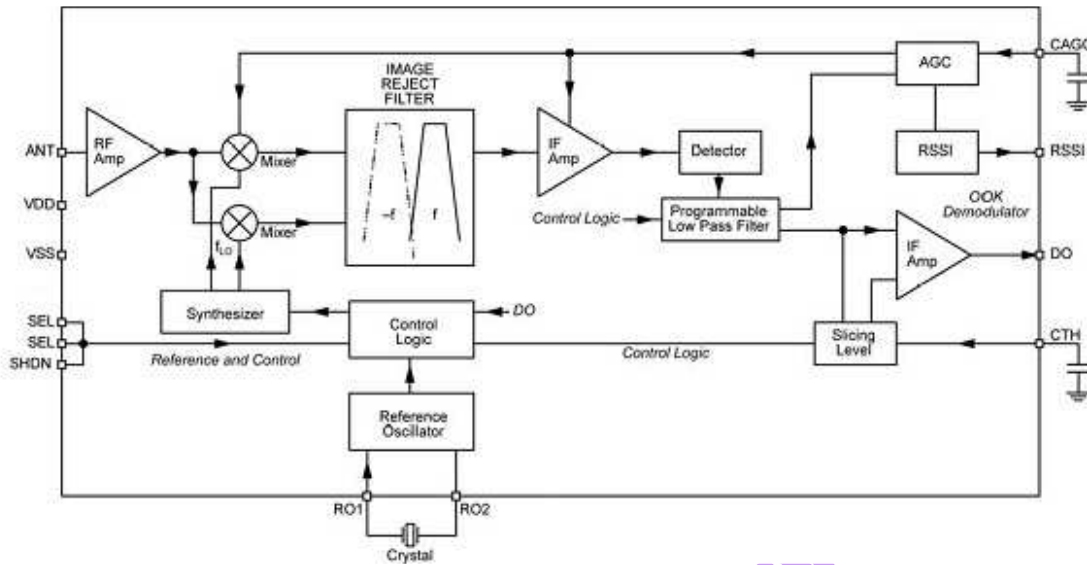 CAGC
AGC
IMAGE
REJECT
FILTER
RF
Amp
ANT
Mixer
IF
Amp
Detector
RSSI
RSSI
OOK
Demodulator
VDD
Mixer
-f
f
Control Logic
Programmable
Low Pass Filter
VSS
fLO
IF
Amp
DO
Synthesizer
DO
Control
Logic
SEL
SEL
SHDN
Reference and Control
Control Logic
Slicing
Level
CTH
Reference
Oscillator
RO1
RO2
Crystal